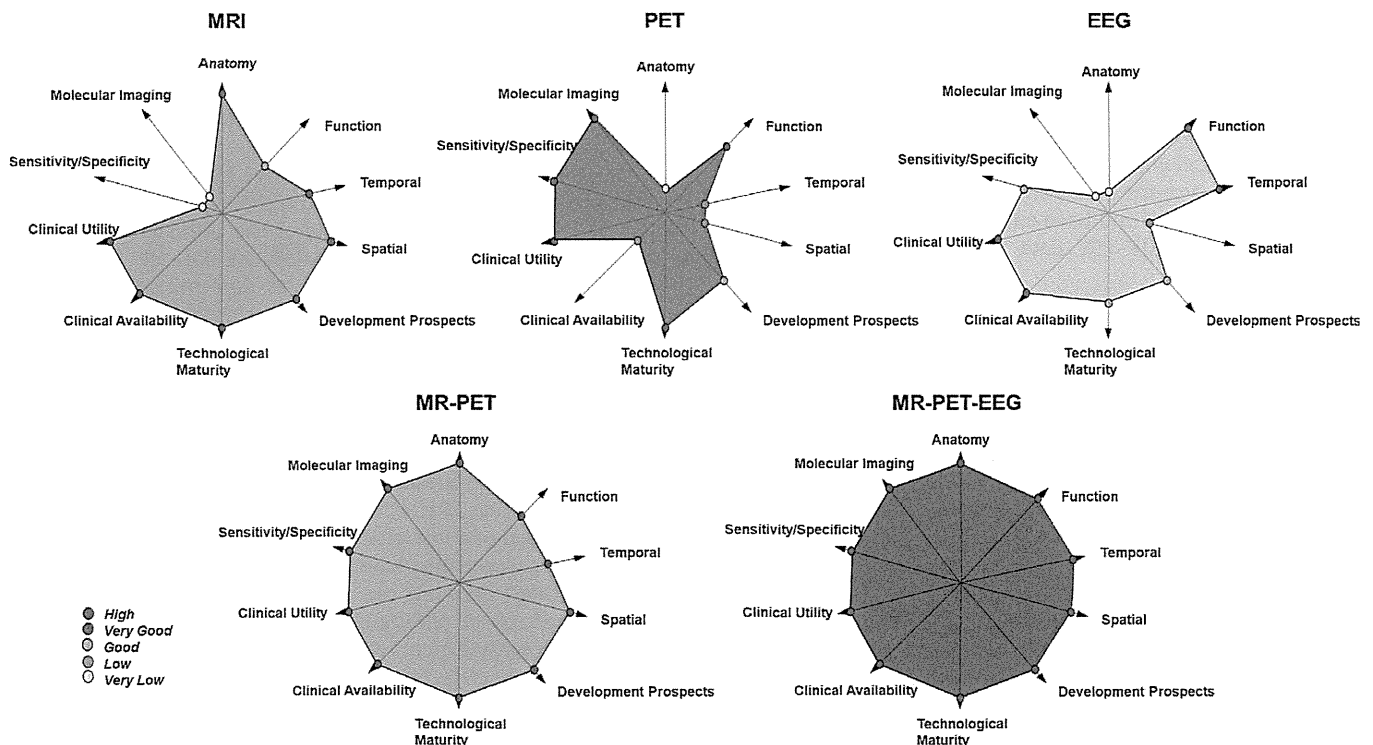 MRI
Anatomy
Molecular Imaging
Function
Sensitivity/Specificity
Temporal
Clinical Utility
Spatial
Clinical Availability
Development Prospects
Technological
Maturity
PET
Anatomy
Molecular Imaging
Function
Sensitivity/Specificity
Temporal
Spatial
Clinical Utility
Clinical Availability
Development Prospects
Technological
Maturity
EEG
Anatomy
Molecular Imaging
Function
Sensitivity/Specificity
Temporal
Clinical Utility
Spatial
Clinical Availability
Development Prospects
Technological
Maturity
MR-PET
Anatomy
Molecular Imaging
Function
Sensitivity/Specificity
Temporal
Clinical Utility
Spatial
Clinical Availability
Development Prospects
Technological
Maturity
MR-PET-EEG
Anatomy
Molecular Imaging
Function
Sensitivity/Specificity
Temporal
Clinical Utility
Spatial
Clinical Availability
Development Prospects
Technological
Maturity
High
Very Good
Good
Low
Very Low